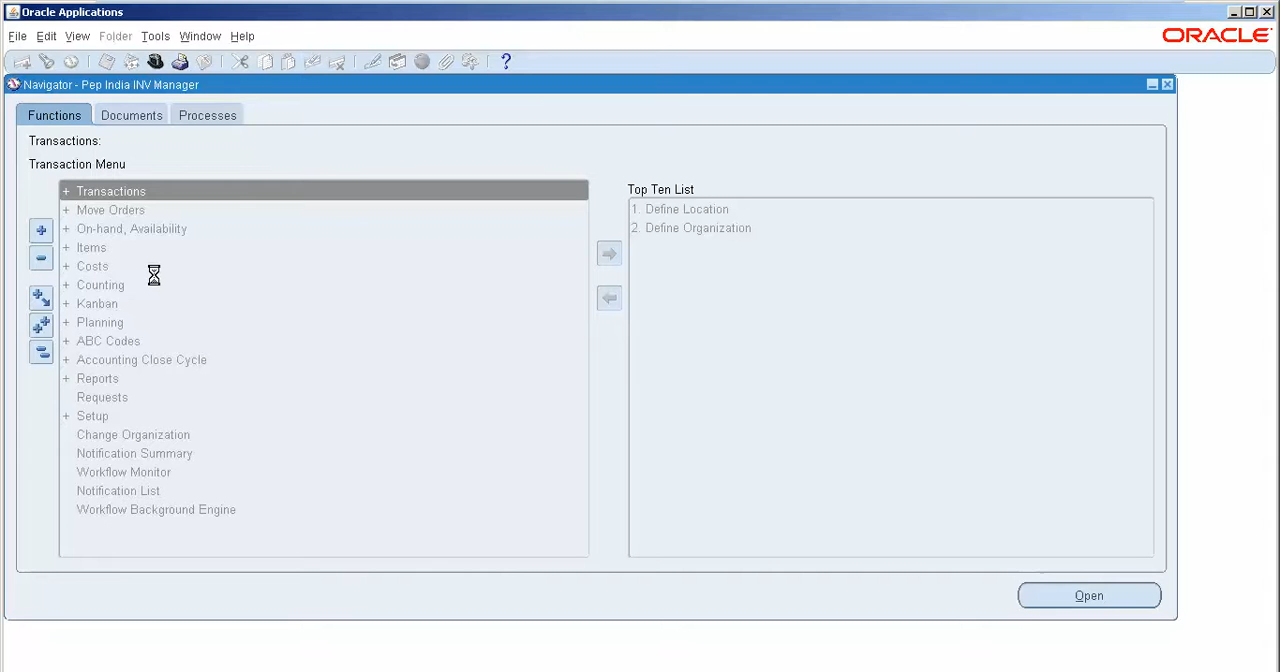 Oracle Applications
File Edit View Folder Tools Window Help
ORACLE
?
Navigator - Pep India INV Manager
Functions Documents Processes
Transactions:
Transaction Menu
+ Transactions
+ Move Orders
+ On-hand, Availability
+ Items
+ Costs
+ Counting
+ Kanban
+ Planning
+ ABC Codes
+ Accounting Close Cycle
+ Reports
Requests
+ Setup
Change Organization
Notification Summary
Workflow Monitor
Notification List
Workflow Background Engine
Top Ten List
1. Define Location
2. Define Organization
Open